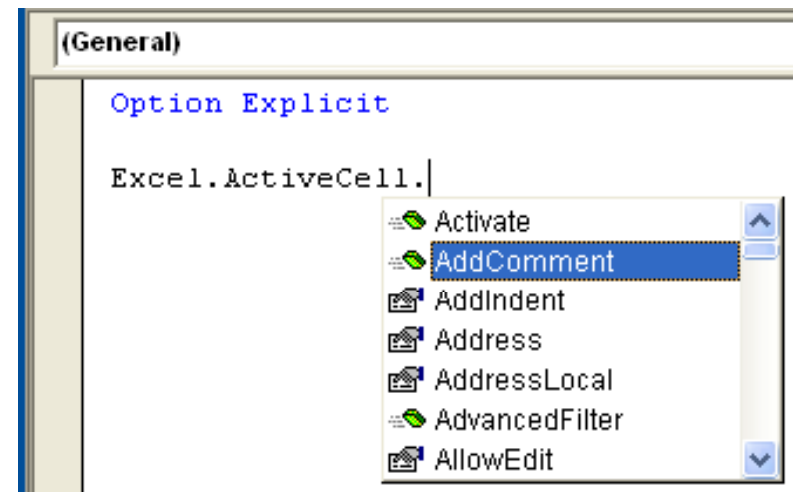 (General)
Option Explicit
Excel.ActiveCell.
Activate
AddComment
AddIndent
Address
AddressLocal
AdvancedFilter
AllowEdit